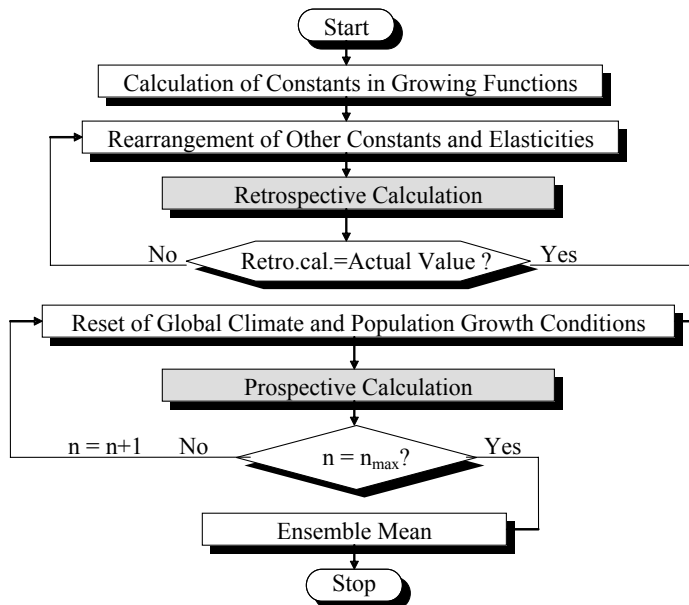 Start
Calculation of Constants in Growing Functions
Rearrangement of Other Constants and Elasticities
Retrospective Calculation
No
Retro.cal.=Actual Value ?
Yes
Reset of Global Climate and Population Growth Conditions
Prospective Calculation
n = n+1
No
n = nmax?
Yes
Ensemble Mean
Stop